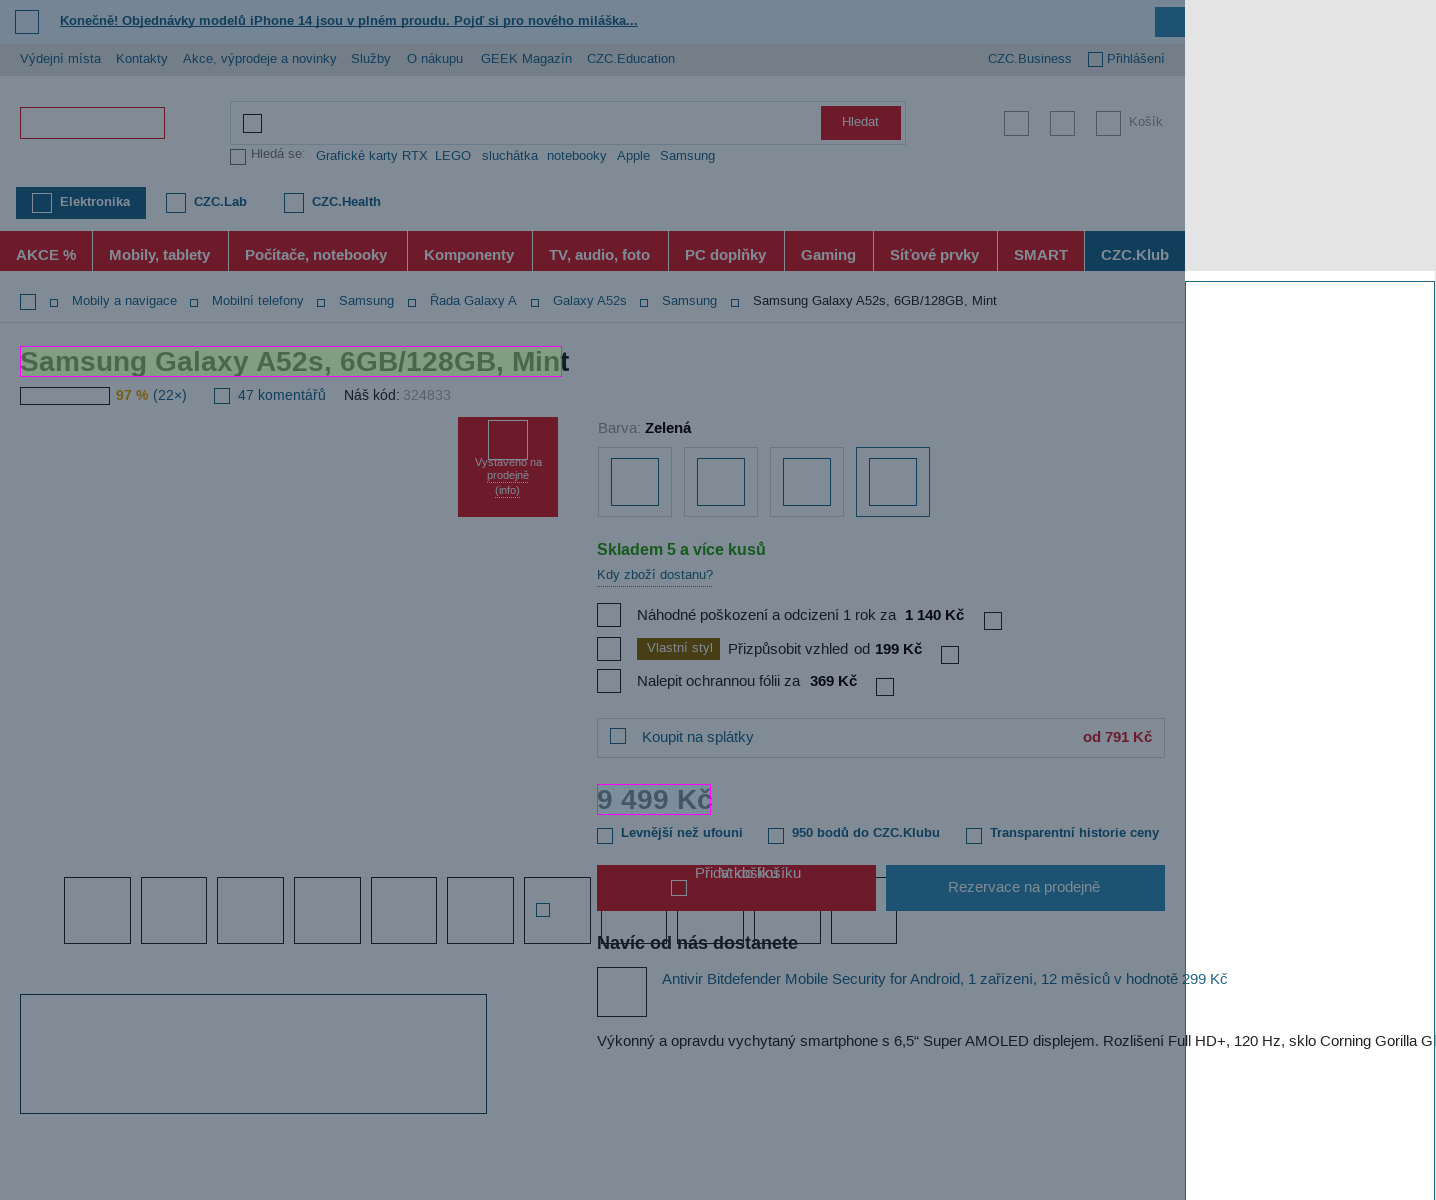 Konečně! Objednávky modelů iPhone 14 jsou v plném proudu. Pojď si pro nového miláška...
Výdejní místa Kontakty Akce, výprodeje a novinky Služby O nákupu GEEK Magazín CZC.Education CZC.Business Přihlášení
Hledat
Košík
Hledá se: Grafické karty RTX LEGO sluchátka notebooky Apple Samsung
Elektronika CZC.Lab CZC.Health
AKCE % Mobily, tablety Počítače, notebooky Komponenty TV, audio, foto PC doplňky Gaming Síťové prvky SMART CZC.Klub
Mobily a navigace Mobilní telefony Samsung Řada Galaxy A Galaxy A52s Samsung Samsung Galaxy A52s, 6GB/128GB, Mint
Samsung Galaxy A52s, 6GB/128GB, Mint
97 % (22×) 47 komentářů Náš kód: 324833
Vystaveno na
prodejně
(info)
Barva: Zelená
Skladem 5 a více kusů
Kdy zboží dostanu?
Náhodné poškození a odcizení 1 rok za 1 140 Kč
Vlastní styl Přizpůsobit vzhled od 199 Kč
Nalepit ochrannou fólii za 369 Kč
Koupit na splátky od 791 Kč
9 499 Kč
Levnější než ufouni 950 bodů do CZC.Klubu Transparentní historie ceny
Přidat do košíku
V košíku
Rezervace na prodejně
Navíc od nás dostanete
Antivir Bitdefender Mobile Security for Android, 1 zařízení, 12 měsíců v hodnotě 299 Kč
Výkonný a opravdu vychytaný smartphone s 6,5“ Super AMOLED displejem. Rozlišení Full HD+, 120 Hz, sklo Corning Gorilla G